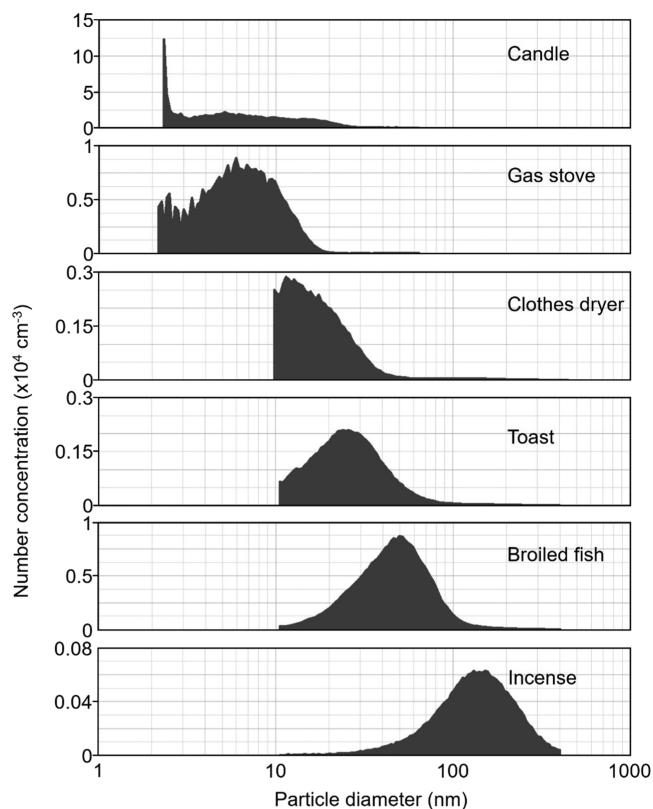 15
10
5
0
Candle
1
0.5
0
Gas stove
0.3
0.15
0
Clothes dryer
0.3
0.15
0
Toast
1
0.5
0
Broiled fish
0.08
0.04
0
Incense
1 10 100 1000
Particle diameter (nm)
Number concentration (x10⁴ cm⁻³)